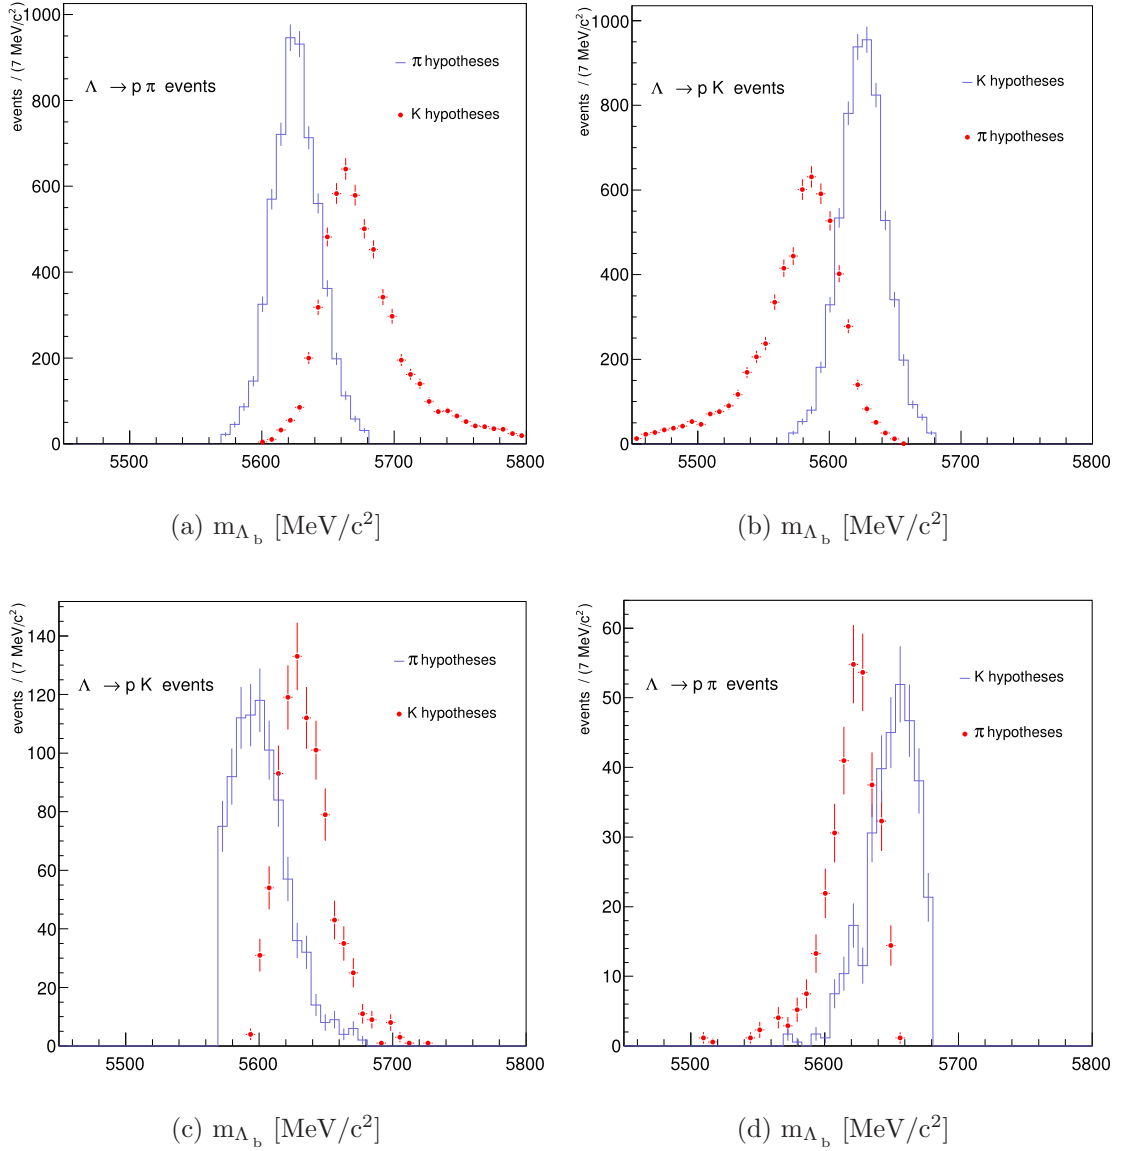 events / (7 MeV/c²)
1000
800
600
400
200
0
5500 5600 5700 5800
Λ → p π events
π hypotheses
K hypotheses
(a) m_Λ_b [MeV/c²]
events / (7 MeV/c²)
1000
800
600
400
200
0
5500 5600 5700 5800
Λ → p K events
K hypotheses
π hypotheses
(b) m_Λ_b [MeV/c²]
events / (7 MeV/c²)
140
120
100
80
60
40
20
0
5500 5600 5700 5800
Λ → p K events
π hypotheses
K hypotheses
(c) m_Λ_b [MeV/c²]
events / (7 MeV/c²)
60
50
40
30
20
10
0
5500 5600 5700 5800
Λ → p π events
K hypotheses
π hypotheses
(d) m_Λ_b [MeV/c²]